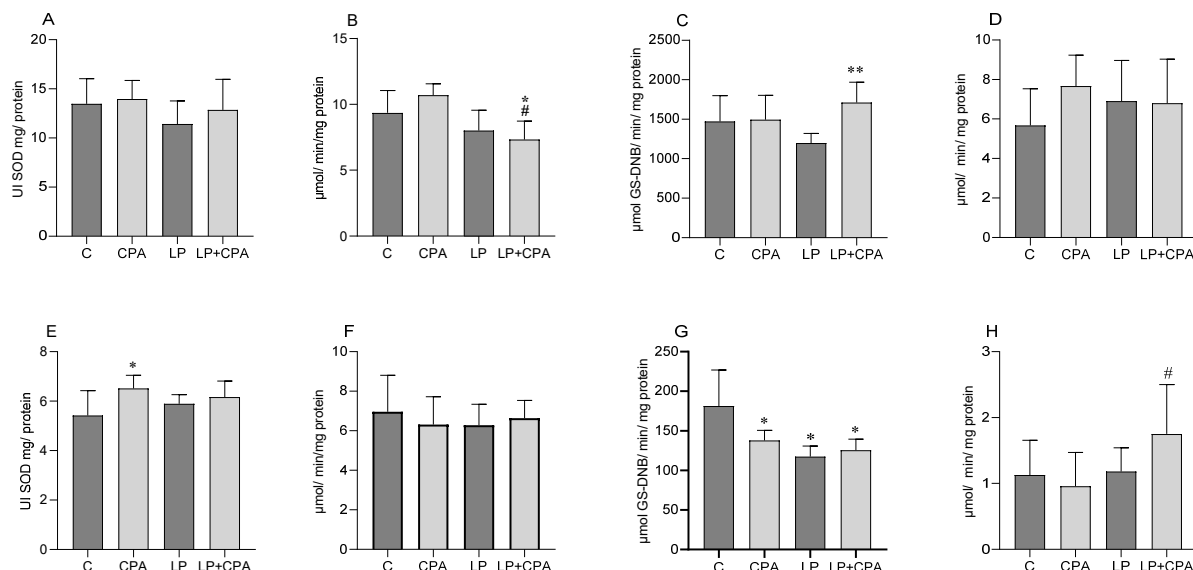 A
UI SOD mg/ protein
20
15
10
5
0
C CPA LP LP+CPA
B
µmol/ min/mg protein
15
10
5
0
*
#
C CPA LP LP+CPA
C
µmol GS-DNB/ min/ mg protein
2500
2000
1500
1000
500
0
**
C CPA LP LP+CPA
D
µmol/ min/ mg protein
10
8
6
4
2
0
C CPA LP LP+CPA
E
UI SOD mg/ protein
8
6
4
2
0
*
C CPA LP LP+CPA
F
µmol/ min/mg protein
10
8
6
4
2
0
C CPA LP LP+CPA
G
µmol GS-DNB/ min/ mg protein
250
200
150
100
50
0
* * *
C CPA LP LP+CPA
H
µmol/ min/ mg protein
3
2
1
0
#
C CPA LP LP+CPA